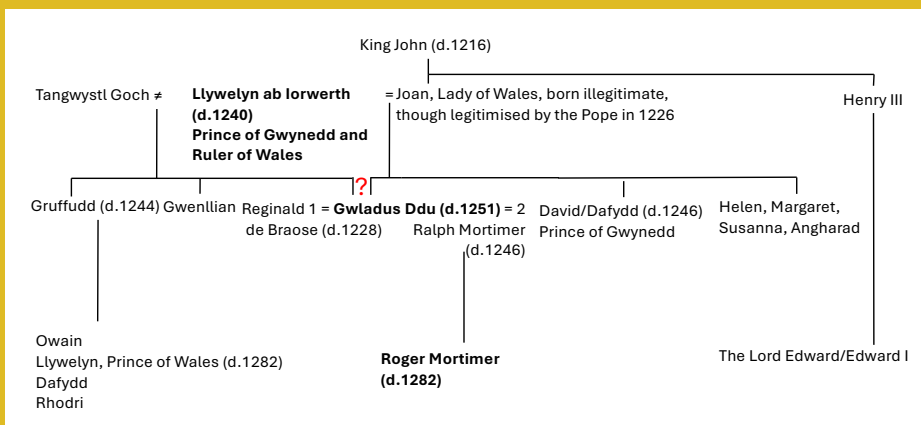 King John (d.1216)
Tangwystl Goch ≠
Llywelyn ab Iorwerth
(d.1240)
Prince of Gwynedd and
Ruler of Wales
= Joan, Lady of Wales, born illegitimate,
though legitimised by the Pope in 1226
Henry III
?
Gruffudd (d.1244)
Gwenllian
Reginald 1 = Gwladus Ddu (d.1251) = 2
de Braose (d.1228)
Ralph Mortimer
(d.1246)
David/Dafydd (d.1246)
Prince of Gwynedd
Helen, Margaret,
Susanna, Angharad
Owain
Llywelyn, Prince of Wales (d.1282)
Dafydd
Rhodri
Roger Mortimer
(d.1282)
The Lord Edward/Edward I